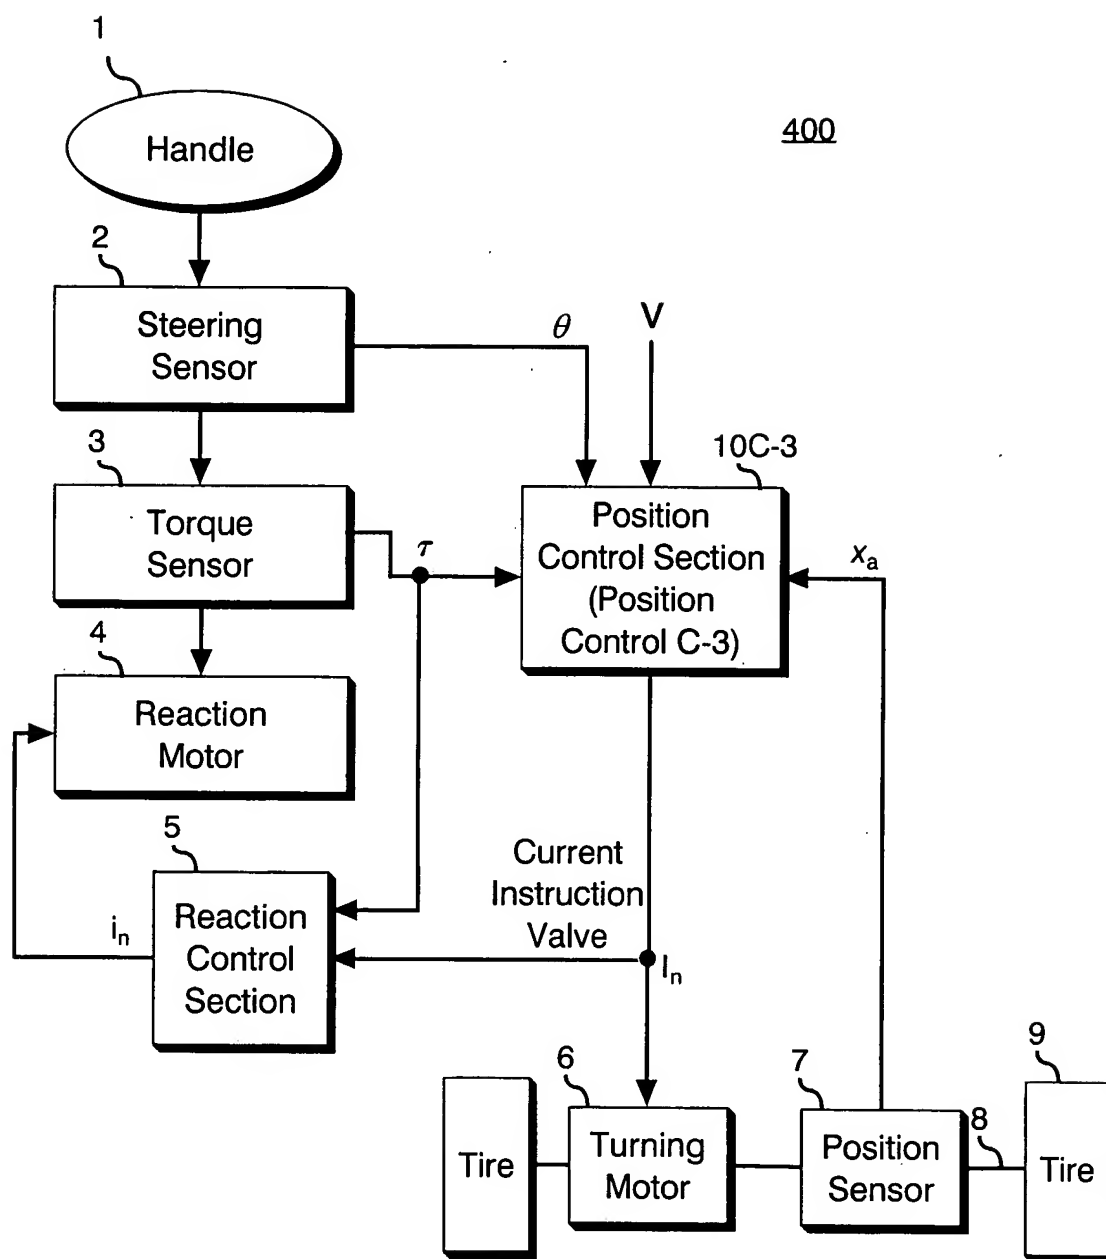 1
400
Handle
2
Steering
Sensor
θ
V
3
10C-3
Torque
Sensor
τ
Position
Control Section
(Position
Control C-3)
xa
4
Reaction
Motor
5
Current
Instruction
Valve
in
Reaction
Control
Section
In
6
7
9
8
Tire
Turning
Motor
Position
Sensor
Tire